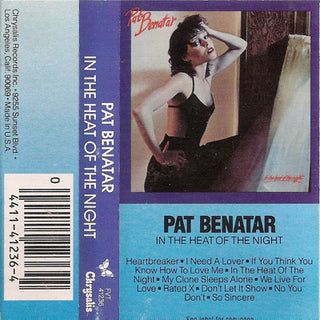 Chrysalis Records Inc • 9255 Sunset Blvd •
Los Angeles, Calif. 90069 • Made in U.S.A.
0
4411-41236-4
PAT BENATAR
IN THE HEAT OF THE NIGHT
FVT
41236
Chrysalis
Pat
Benatar
in the heat of the night
PAT BENATAR
IN THE HEAT OF THE NIGHT
Heartbreaker • I Need A Lover • If You Think You
Know How To Love Me • In The Heat Of The
Night • My Clone Sleeps Alone • We Live For
Love • Rated X • Don't Let It Show • No You
Don't • So Sincere